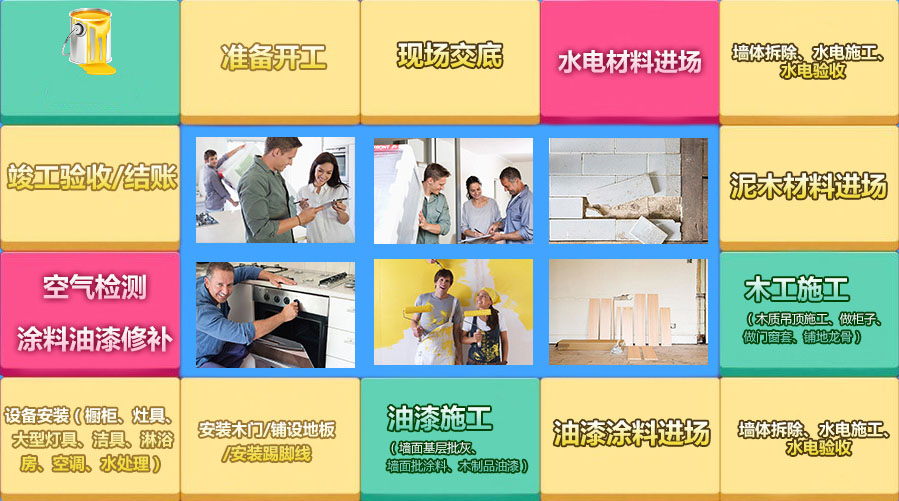 准备开工
现场交底
水电材料进场
墙体拆除、水电施工、
水电验收
竣工验收/结账
泥木材料进场
空气检测
涂料油漆修补
木工施工
（木质吊顶施工、做柜子、
做门窗套、铺地龙骨）
设备安装（橱柜、灶具、
大型灯具、洁具、淋浴
房、空调、水处理）
安装木门/铺设地板
/安装踢脚线
油漆施工
（墙面基层批灰、
墙面批涂料、木制品油漆）
油漆涂料进场
墙体拆除、水电施工、
水电验收